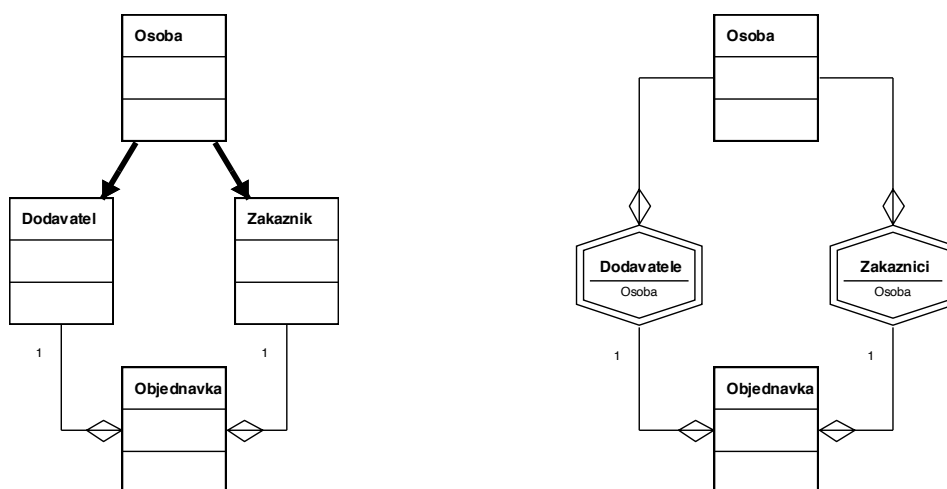 Osoba
Dodavatel
Zakaznik
1
1
Objednavka
Osoba
Dodavatele
Osoba
Zakaznici
Osoba
1
1
Objednavka